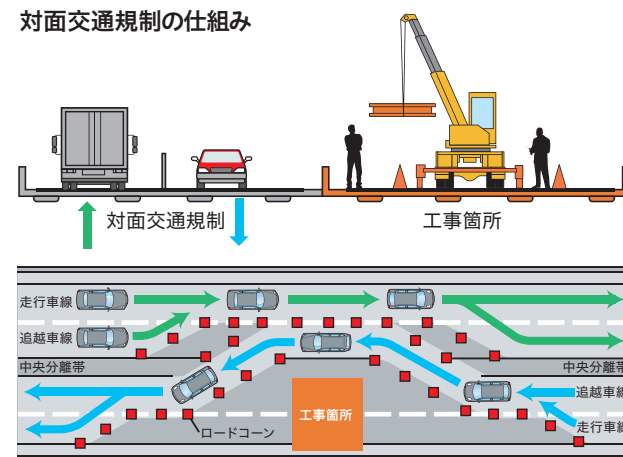 対面交通規制の仕組み
対面交通規制
工事箇所
走行車線
追越車線
中央分離帯
中央分離帯
追越車線
工事箇所
走行車線
ロードコーン